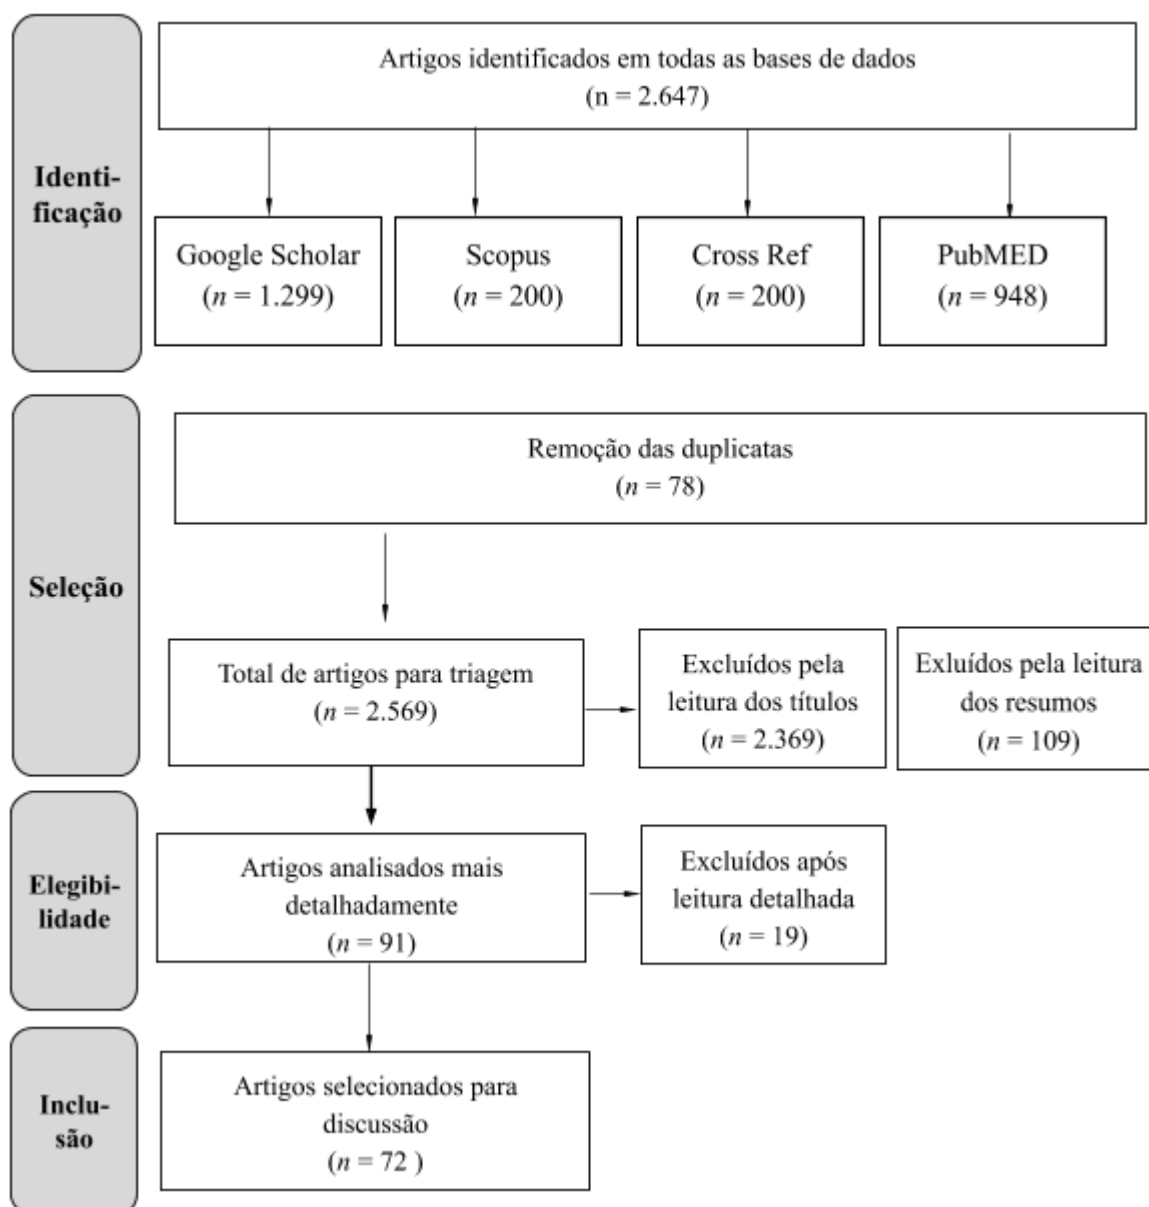 Identi-
ficação
Artigos identificados em todas as bases de dados
(n = 2.647)
Google Scholar
(n = 1.299)
Scopus
(n = 200)
Cross Ref
(n = 200)
PubMED
(n = 948)
Seleção
Remoção das duplicatas
(n = 78)
Total de artigos para triagem
(n = 2.569)
Excluídos pela
leitura dos títulos
(n = 2.369)
Exluídos pela leitura
dos resumos
(n = 109)
Elegibi-
lidade
Artigos analisados mais
detalhadamente
(n = 91)
Excluídos após
leitura detalhada
(n = 19)
Inclu-
são
Artigos selecionados para
discussão
(n = 72 )